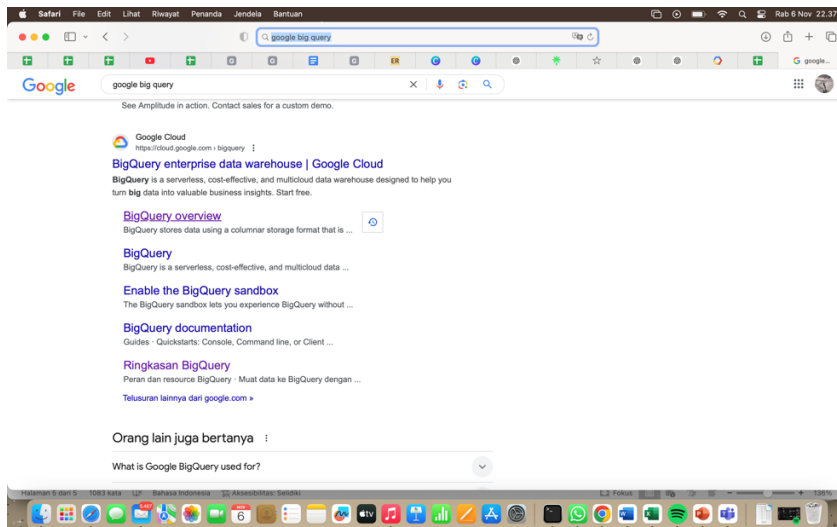 Safari File Edit Lihat Riwayat Penanda Jendela Bantuan Rab 6 Nov 22.37
google big query
ER G google...
Google google big query
See Amplitude in action. Contact sales for a custom demo.
Google Cloud
https://cloud.google.com › bigquery
BigQuery enterprise data warehouse | Google Cloud
BigQuery is a serverless, cost-effective, and multicloud data warehouse designed to help you
turn big data into valuable business insights. Start free.
BigQuery overview
BigQuery stores data using a columnar storage format that is ...
BigQuery
BigQuery is a serverless, cost-effective, and multicloud data ...
Enable the BigQuery sandbox
The BigQuery sandbox lets you experience BigQuery without ...
BigQuery documentation
Guides · Quickstarts: Console, Command line, or Client ...
Ringkasan BigQuery
Peran dan resource BigQuery · Muat data ke BigQuery dengan ...
Telusuran lainnya dari google.com »
Orang lain juga bertanya
What is Google BigQuery used for?
Halaman 5 dari 5 1083 kata Bahasa Indonesia Aksesibilitas: Selidiki Fokus 136%
NOV
6
tv